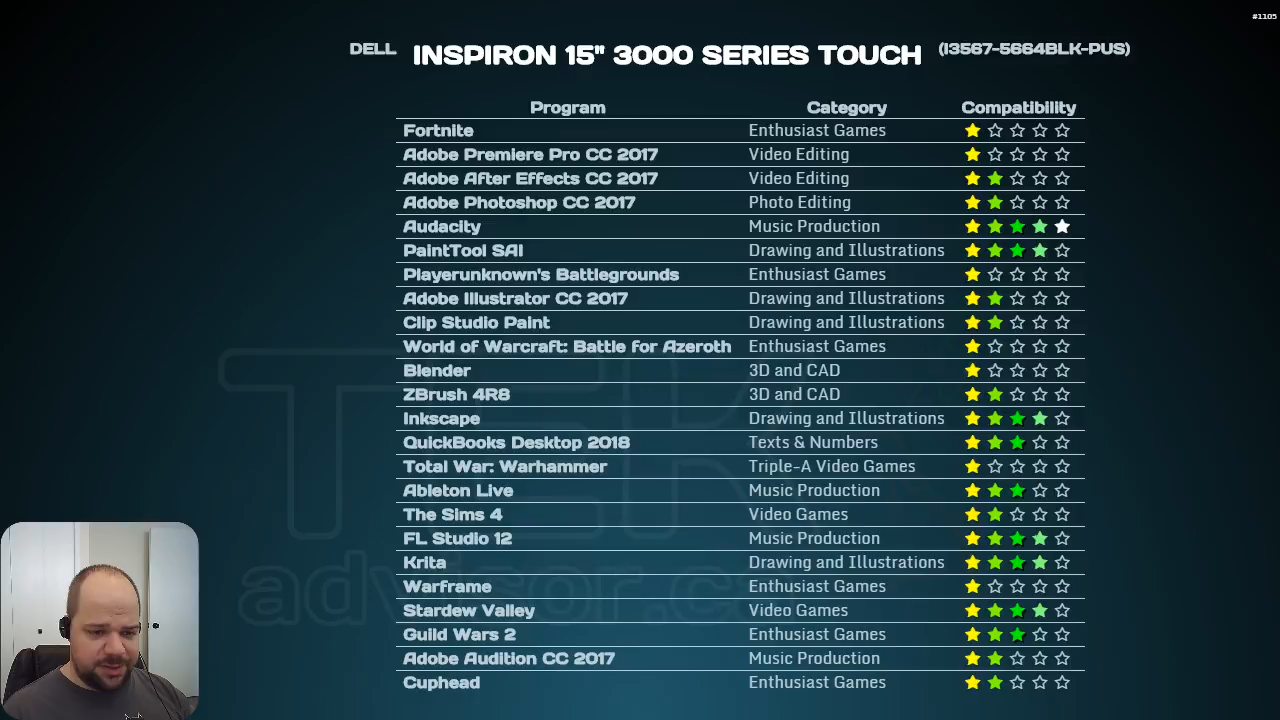 #1105
DELL INSPIRON 15" 3000 SERIES TOUCH (I3567-5664BLK-PUS)
Program Category Compatibility
Fortnite Enthusiast Games
Adobe Premiere Pro CC 2017 Video Editing
Adobe After Effects CC 2017 Video Editing
Adobe Photoshop CC 2017 Photo Editing
Audacity Music Production
PaintTool SAI Drawing and Illustrations
Playerunknown's Battlegrounds Enthusiast Games
Adobe Illustrator CC 2017 Drawing and Illustrations
Clip Studio Paint Drawing and Illustrations
World of Warcraft: Battle for Azeroth Enthusiast Games
Blender 3D and CAD
ZBrush 4R8 3D and CAD
Inkscape Drawing and Illustrations
QuickBooks Desktop 2018 Texts & Numbers
Total War: Warhammer Triple-A Video Games
Ableton Live Music Production
The Sims 4 Video Games
FL Studio 12 Music Production
Krita Drawing and Illustrations
Warframe Enthusiast Games
Stardew Valley Video Games
Guild Wars 2 Enthusiast Games
Adobe Audition CC 2017 Music Production
Cuphead Enthusiast Games